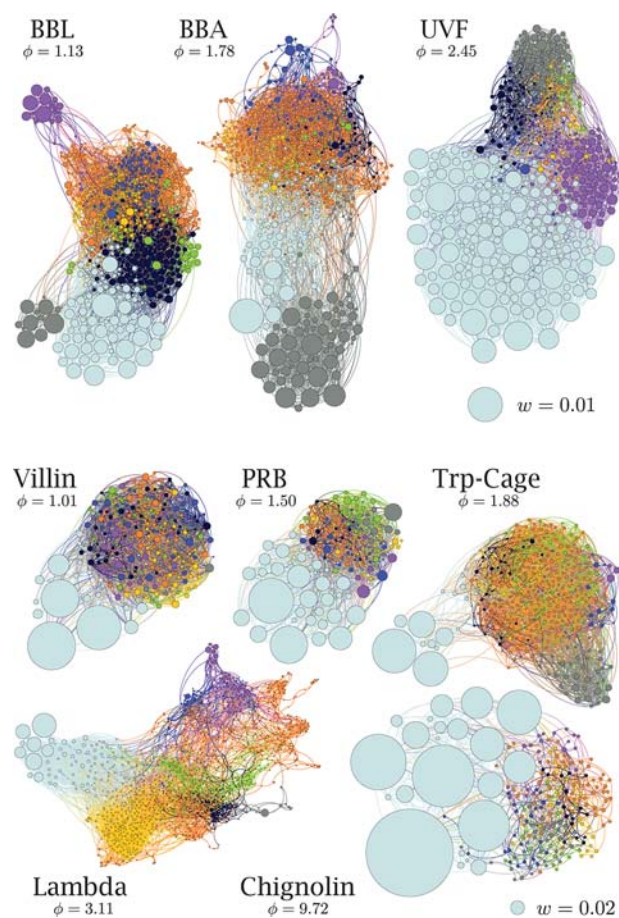 BBL
ϕ = 1.13
BBA
ϕ = 1.78
UVF
ϕ = 2.45
w = 0.01
Villin
ϕ = 1.01
PRB
ϕ = 1.50
Trp-Cage
ϕ = 1.88
Lambda
ϕ = 3.11
Chignolin
ϕ = 9.72
w = 0.02